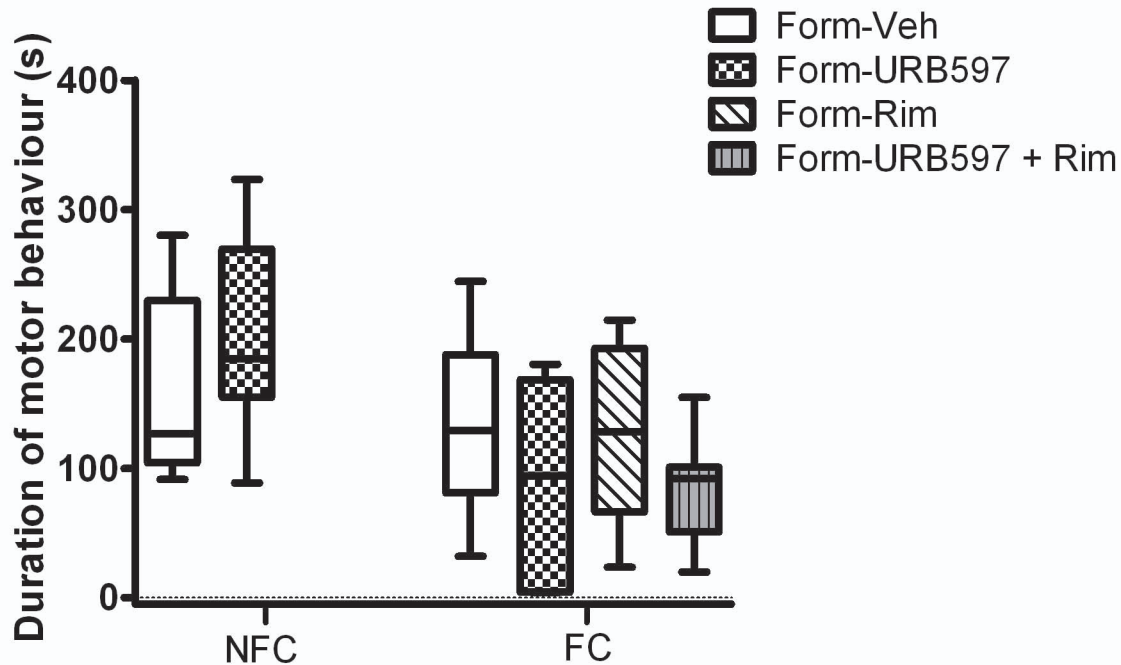 Form-Veh
Form-URB597
Form-Rim
Form-URB597 + Rim
Duration of motor behaviour (s)
400
300
200
100
0
NFC
FC